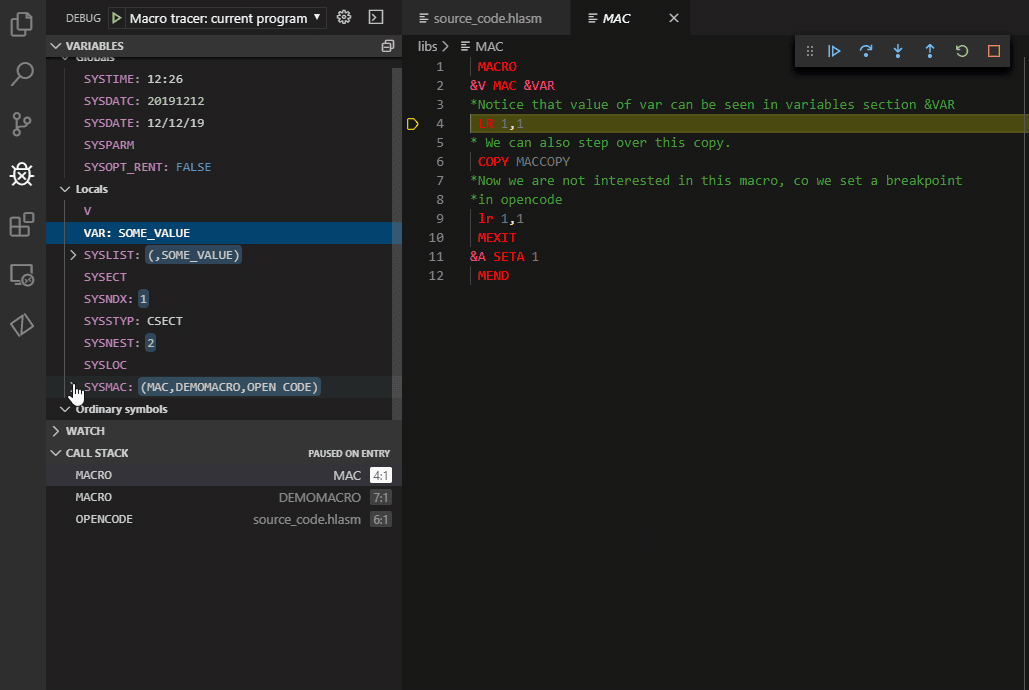 DEBUG Macro tracer: current program
source_code.hlasm
MAC
VARIABLES
Globals
SYSTIME: 12:26
SYSDATC: 20191212
SYSDATE: 12/12/19
SYSPARM
SYSOPT_RENT: FALSE
Locals
V
VAR: SOME_VALUE
SYSLIST: (,SOME_VALUE)
SYSECT
SYSNDX: 1
SYSSTYP: CSECT
SYSNEST: 2
SYSLOC
SYSMAC: (MAC,DEMOMACRO,OPEN CODE)
Ordinary symbols
WATCH
CALL STACK PAUSED ON ENTRY
MACRO MAC 4:1
MACRO DEMOMACRO 7:1
OPENCODE source_code.hlasm 6:1
libs > MAC
1 MACRO
2 &V MAC &VAR
3 *Notice that value of var can be seen in variables section &VAR
4 LR 1,1
5 * We can also step over this copy.
6 COPY MACCOPY
7 *Now we are not interested in this macro, co we set a breakpoint
8 *in opencode
9 lr 1,1
10 MEXIT
11 &A SETA 1
12 MEND